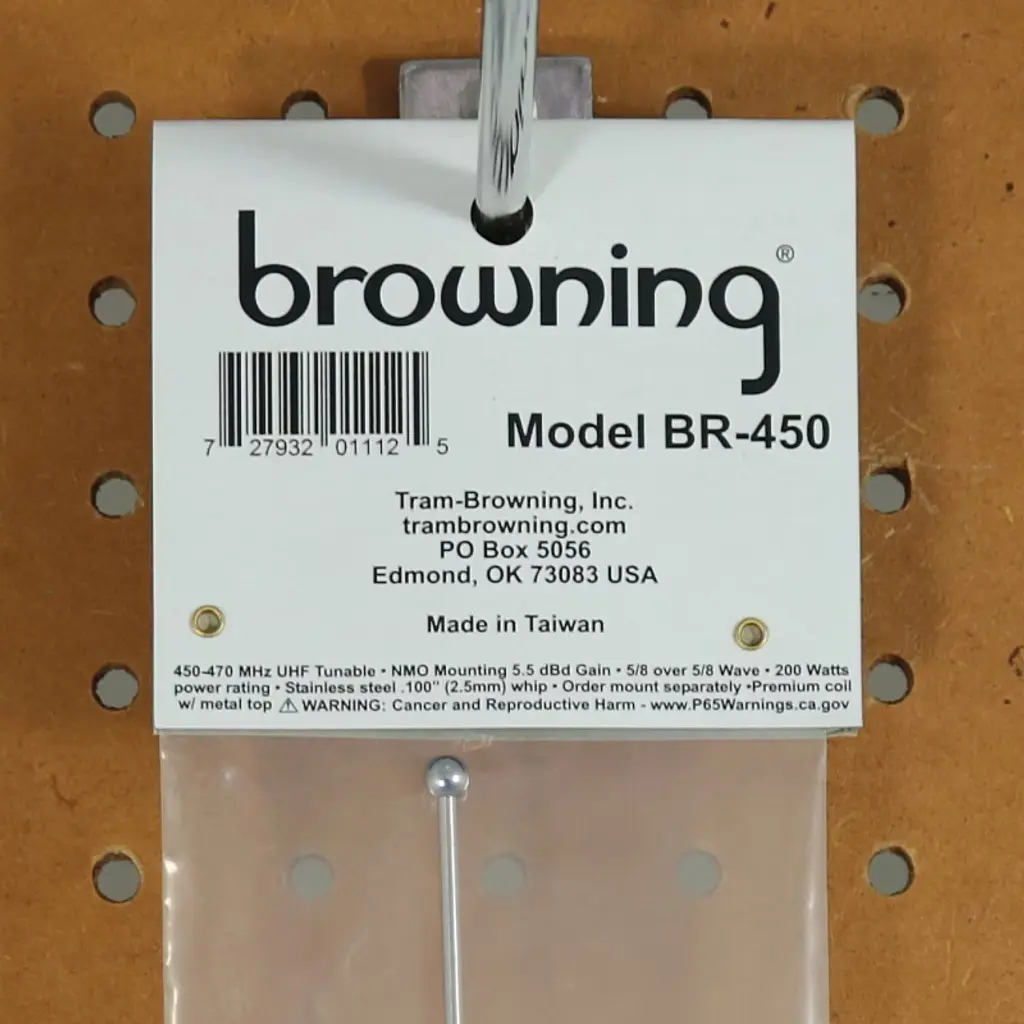 browning®
7 27932 01112 5
Model BR-450
Tram-Browning, Inc.
trambrowning.com
PO Box 5056
Edmond, OK 73083 USA
Made in Taiwan
450-470 MHz UHF Tunable • NMO Mounting 5.5 dBd Gain • 5/8 over 5/8 Wave • 200 Watts
power rating • Stainless steel .100" (2.5mm) whip • Order mount separately •Premium coil
w/ metal top ⚠ WARNING: Cancer and Reproductive Harm - www.P65Warnings.ca.gov